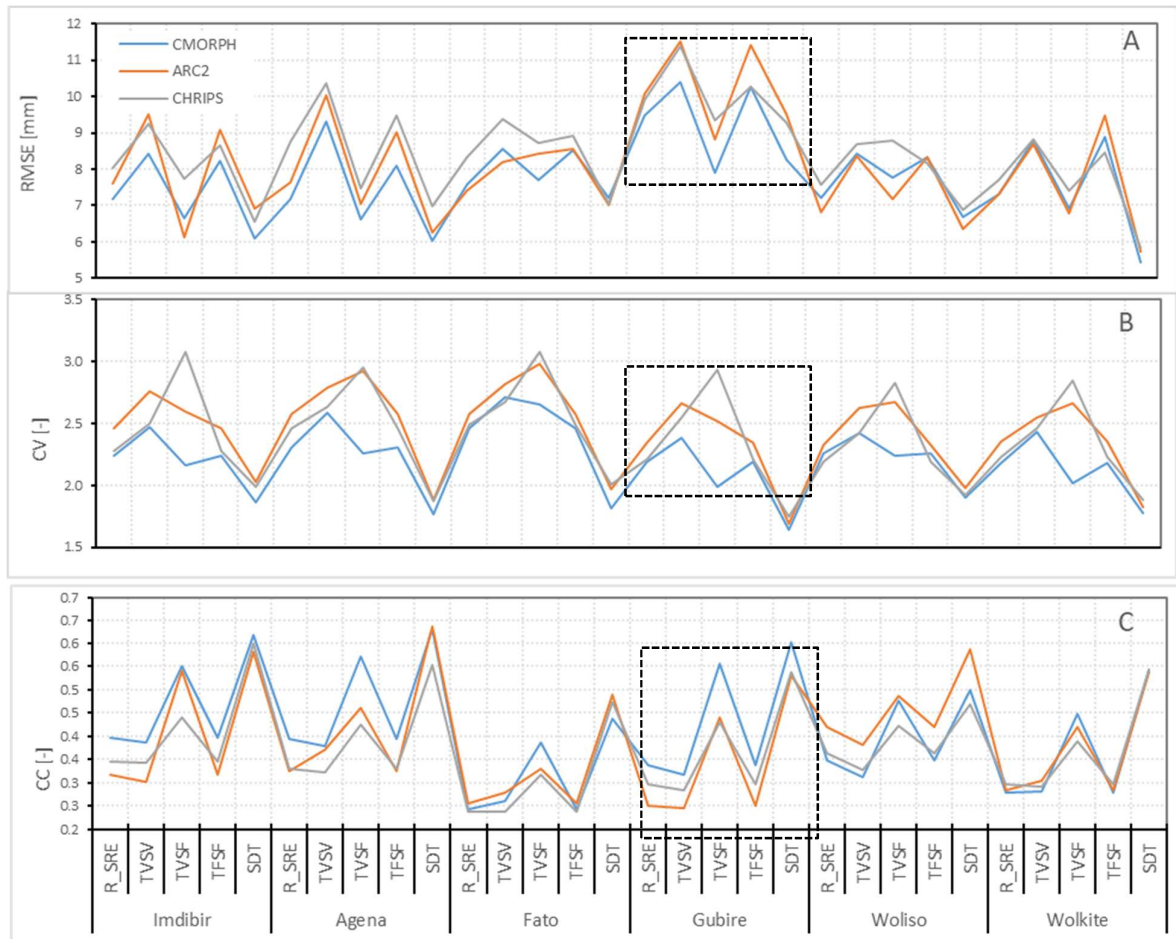 12
11
10
9
8
7
6
5
RMSE [mm]
CMORPH
ARC2
CHRIPS
A
3.5
3.0
2.5
2.0
1.5
CV [-]
B
0.7
0.7
0.6
0.6
0.5
0.5
0.4
0.4
0.3
0.3
0.2
CC [-]
C
R_SRE TVSV TVSF TFSF SDT R_SRE TVSV TVSF TFSF SDT R_SRE TVSV TVSF TFSF SDT R_SRE TVSV TVSF TFSF SDT R_SRE TVSV TVSF TFSF SDT R_SRE TVSV TVSF TFSF SDT
Imdibir Agena Fato Gubire Woliso Wolkite